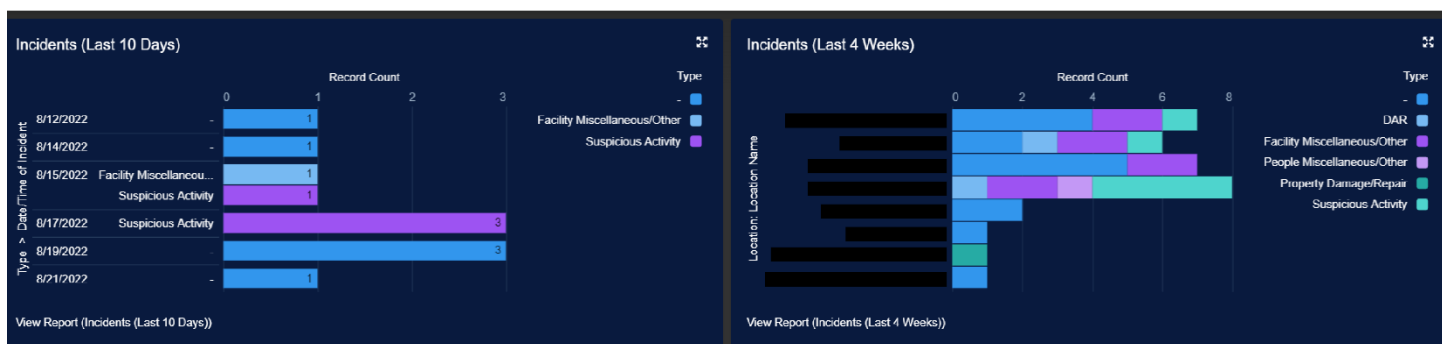 Incidents (Last 10 Days)
Record Count
Type
0 1 2 3
-
Facility Miscellaneous/Other
Suspicious Activity
Type > Date/Time of Incident
8/12/2022 - 1
8/14/2022 - 1
8/15/2022 Facility Miscellaneou... 1
Suspicious Activity 1
8/17/2022 Suspicious Activity 3
8/19/2022 - 3
8/21/2022 - 1
View Report (Incidents (Last 10 Days))
Incidents (Last 4 Weeks)
Record Count
Type
0 2 4 6 8
-
DAR
Facility Miscellaneous/Other
People Miscellaneous/Other
Property Damage/Repair
Suspicious Activity
Location: Location Name
View Report (Incidents (Last 4 Weeks))